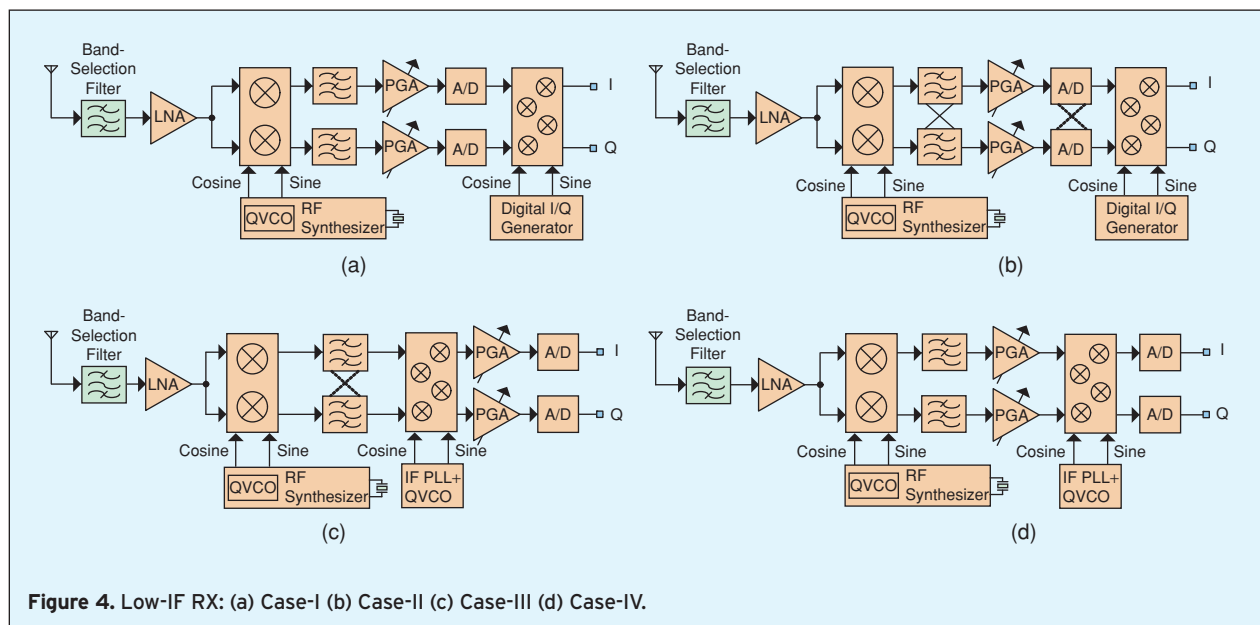 Band-
Selection
Filter
LNA
PGA
A/D
I
PGA
A/D
Q
Cosine
Sine
Cosine
Sine
QVCO
RF
Synthesizer
Digital I/Q
Generator
(a)
Band-
Selection
Filter
LNA
PGA
A/D
I
PGA
A/D
Q
Cosine
Sine
Cosine
Sine
QVCO
RF
Synthesizer
Digital I/Q
Generator
(b)
Band-
Selection
Filter
LNA
PGA
A/D
I
PGA
A/D
Q
Cosine
Sine
Cosine
Sine
QVCO
RF
Synthesizer
IF PLL+
QVCO
(c)
Band-
Selection
Filter
LNA
PGA
A/D
I
PGA
A/D
Q
Cosine
Sine
Cosine
Sine
QVCO
RF
Synthesizer
IF PLL+
QVCO
(d)
Figure 4. Low-IF RX: (a) Case-I (b) Case-II (c) Case-III (d) Case-IV.